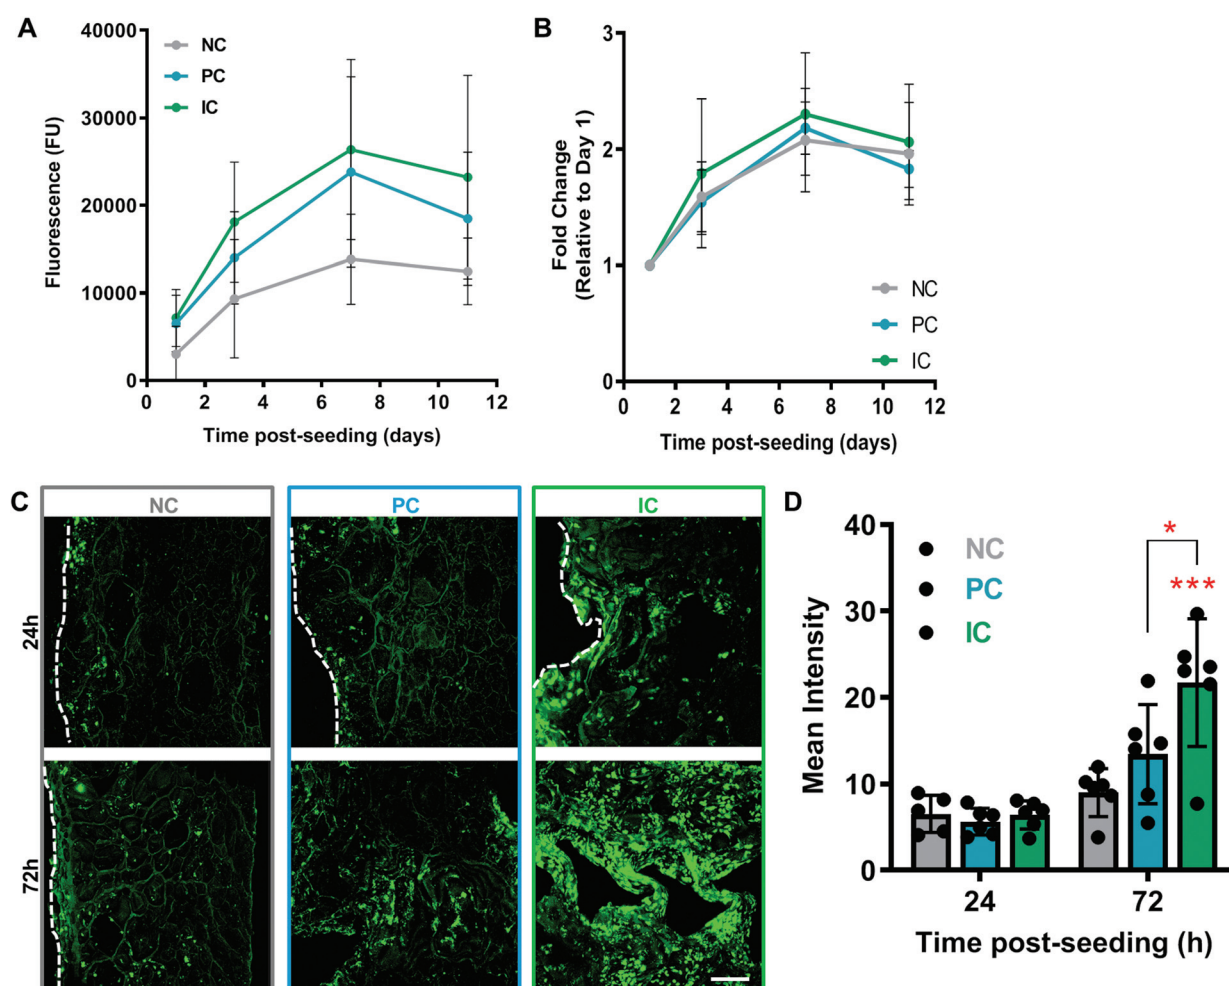 A
40000
30000
20000
10000
0
Fluorescence (FU)
NC
PC
IC
0 2 4 6 8 10 12
Time post-seeding (days)
B
3
2
1
0
Fold Change
(Relative to Day 1)
NC
PC
IC
0 2 4 6 8 10 12
Time post-seeding (days)
C
NC PC IC
24h
72h
D
40
30
20
10
0
Mean Intensity
NC
PC
IC
*
***
24 72
Time post-seeding (h)